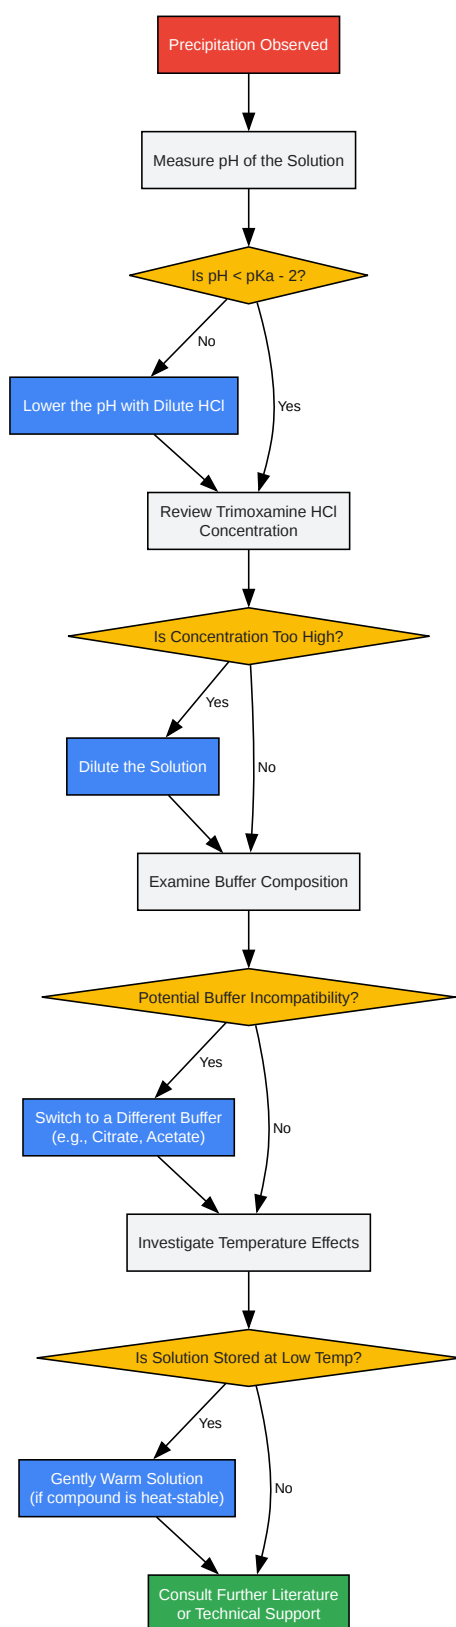 Precipitation Observed
Measure pH of the Solution
Is pH < pKa - 2?
No
Yes
Lower the pH with Dilute HCl
Review Trimoxamine HCl
Concentration
Is Concentration Too High?
Yes
No
Dilute the Solution
Examine Buffer Composition
Potential Buffer Incompatibility?
Yes
No
Switch to a Different Buffer
(e.g., Citrate, Acetate)
Investigate Temperature Effects
Is Solution Stored at Low Temp?
Yes
No
Gently Warm Solution
(if compound is heat-stable)
Consult Further Literature
or Technical Support